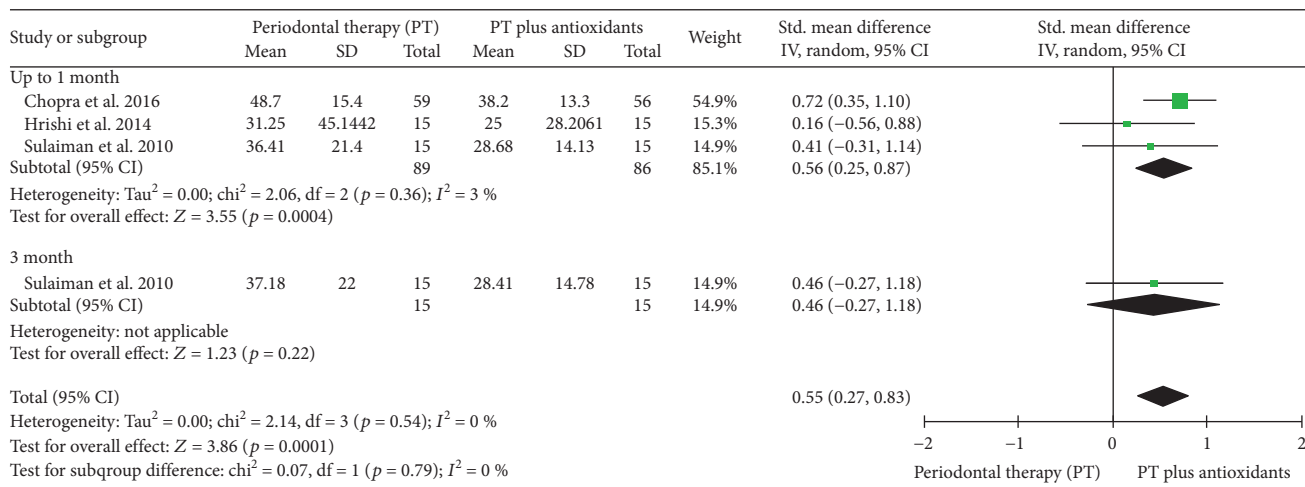 Study or subgroup Periodontal therapy (PT) PT plus antioxidants Weight Std. mean difference Std. mean difference
Mean SD Total Mean SD Total IV, random, 95% CI IV, random, 95% CI
Up to 1 month
Chopra et al. 2016 48.7 15.4 59 38.2 13.3 56 54.9% 0.72 (0.35, 1.10)
Hrishi et al. 2014 31.25 45.1442 15 25 28.2061 15 15.3% 0.16 (−0.56, 0.88)
Sulaiman et al. 2010 36.41 21.4 15 28.68 14.13 15 14.9% 0.41 (−0.31, 1.14)
Subtotal (95% CI) 89 86 85.1% 0.56 (0.25, 0.87)
Heterogeneity: Tau² = 0.00; chi² = 2.06, df = 2 (p = 0.36); I² = 3 %
Test for overall effect: Z = 3.55 (p = 0.0004)
3 month
Sulaiman et al. 2010 37.18 22 15 28.41 14.78 15 14.9% 0.46 (−0.27, 1.18)
Subtotal (95% CI) 15 15 14.9% 0.46 (−0.27, 1.18)
Heterogeneity: not applicable
Test for overall effect: Z = 1.23 (p = 0.22)
Total (95% CI) 0.55 (0.27, 0.83)
Heterogeneity: Tau² = 0.00; chi² = 2.14, df = 3 (p = 0.54); I² = 0 %
Test for overall effect: Z = 3.86 (p = 0.0001)
Test for subqroup difference: chi² = 0.07, df = 1 (p = 0.79); I² = 0 %
−2 −1 0 1 2
Periodontal therapy (PT) PT plus antioxidants